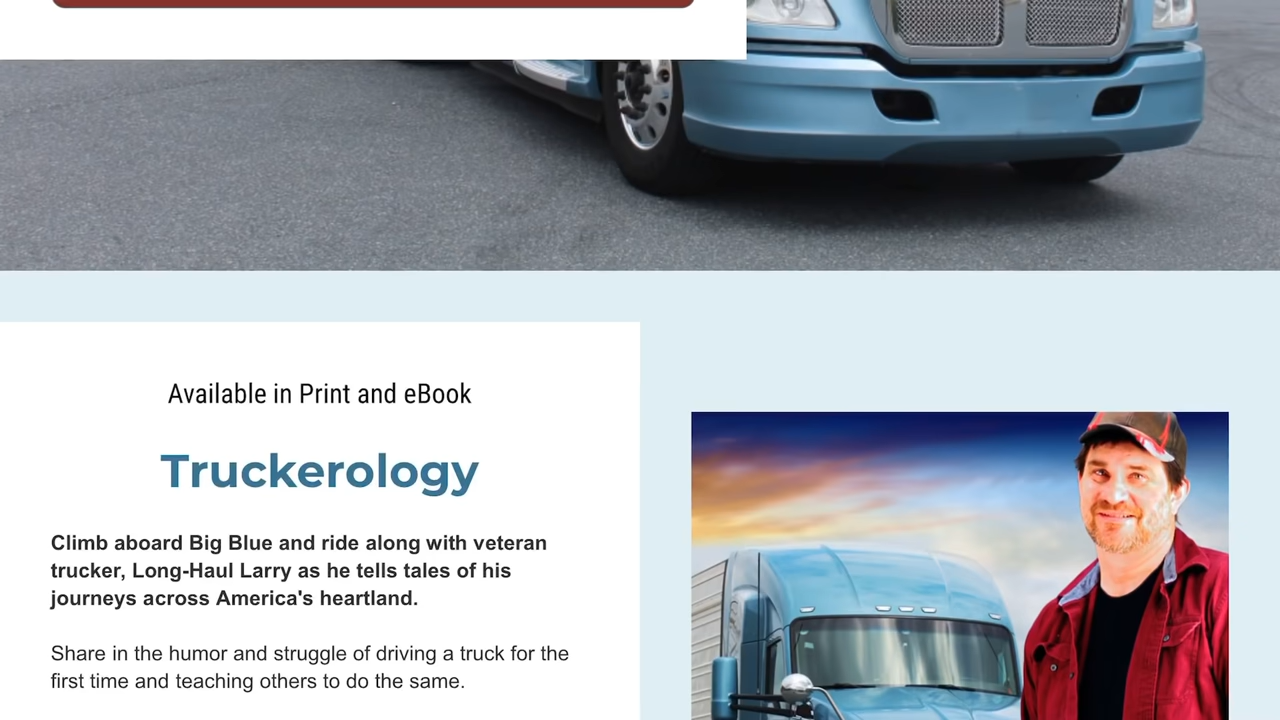 Available in Print and eBook
Truckerology
Climb aboard Big Blue and ride along with veteran
trucker, Long-Haul Larry as he tells tales of his
journeys across America's heartland.
Share in the humor and struggle of driving a truck for the
first time and teaching others to do the same.